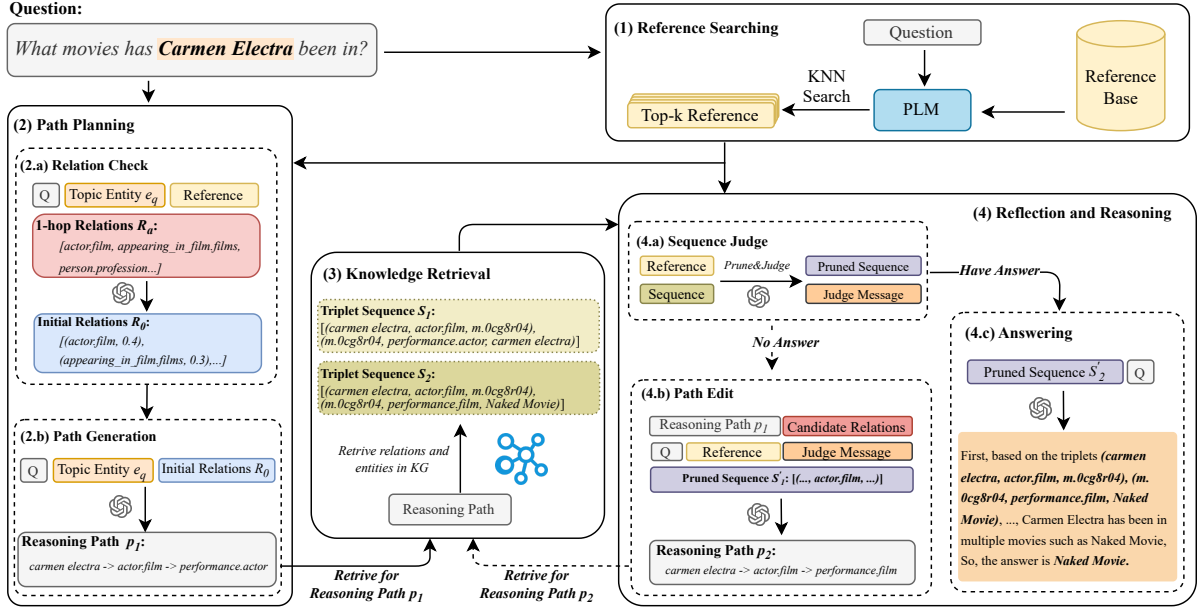 Question:
What movies has Carmen Electra been in?
(1) Reference Searching
Question
KNN
Search
Top-k Reference
PLM
Reference
Base
(2) Path Planning
(2.a) Relation Check
Q
Topic Entity e_q
Reference
1-hop Relations R_a:
[actor.film, appearing_in_film.films,
person.profession...]
Initial Relations R_0:
[(actor.film, 0.4),
(appearing_in_film.films, 0.3),...]
(2.b) Path Generation
Q
Topic Entity e_q
Initial Relations R_0
Reasoning Path p_1:
carmen electra -> actor.film -> performance.actor
(3) Knowledge Retrieval
Triplet Sequence S_1:
[(carmen electra, actor.film, m.0cg8r04),
(m.0cg8r04, performance.actor, carmen electra)]
Triplet Sequence S_2:
[(carmen electra, actor.film, m.0cg8r04),
(m.0cg8r04, performance.film, Naked Movie)]
Retrive relations and
entities in KG
Reasoning Path
Retrive for
Reasoning Path p_1
Retrive for
Reasoning Path p_2
(4) Reflection and Reasoning
(4.a) Sequence Judge
Reference
Sequence
Prune&Judge
Pruned Sequence
Judge Message
Have Answer
No Answer
(4.b) Path Edit
Reasoning Path p_1
Candidate Relations
Q
Reference
Judge Message
Pruned Sequence S'_1: [(..., actor.film, ...)]
Reasoning Path p_2:
carmen electra -> actor.film -> performance.film
(4.c) Answering
Pruned Sequence S'_2
Q
First, based on the triplets (carmen
electra, actor.film, m.0cg8r04), (m.
0cg8r04, performance.film, Naked
Movie), ..., Carmen Electra has been in
multiple movies such as Naked Movie,
So, the answer is Naked Movie.